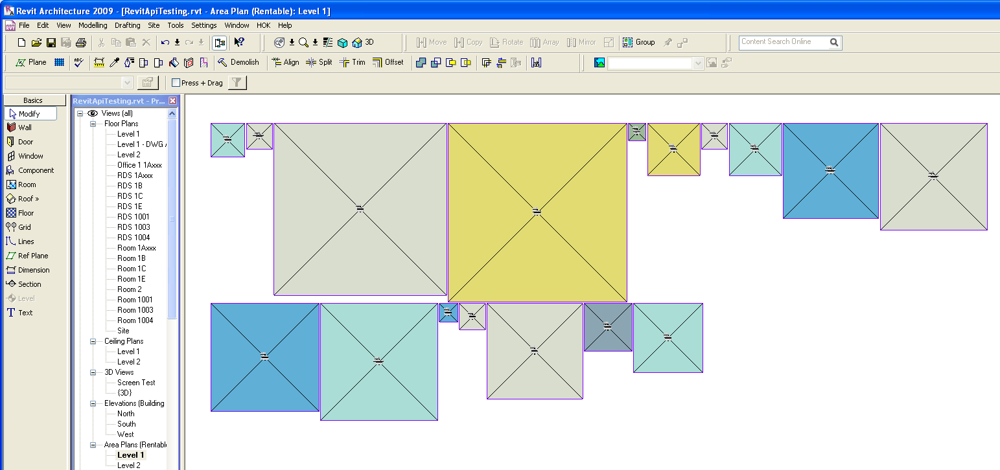 Revit Architecture 2009 - [RevitApiTesting.rvt - Area Plan (Rentable): Level 1]
File Edit View Modelling Drafting Site Tools Settings Window HOK Help
3D Move Copy Rotate Array Mirror Group Content Search Online
Plane Demolish Align Split Trim Offset
Press + Drag
Basics
Modify
Wall
Door
Window
Component
Room
Roof »
Floor
Grid
Lines
Ref Plane
Dimension
Section
Level
Text
RevitApiTesting.rvt - Pr...
Views (all)
Floor Plans
Level 1
Level 1 - DWG
Level 2
Office 1 1Axxx
RDS 1Axxx
RDS 1B
RDS 1C
RDS 1E
RDS 1001
RDS 1003
RDS 1004
Room 1Axxx
Room 1B
Room 1C
Room 1E
Room 2
Room 1001
Room 1003
Room 1004
Site
Ceiling Plans
Level 1
Level 2
3D Views
Screen Test
{3D}
Elevations (Building
North
South
West
Area Plans (Rentabl
Level 1
Level 2